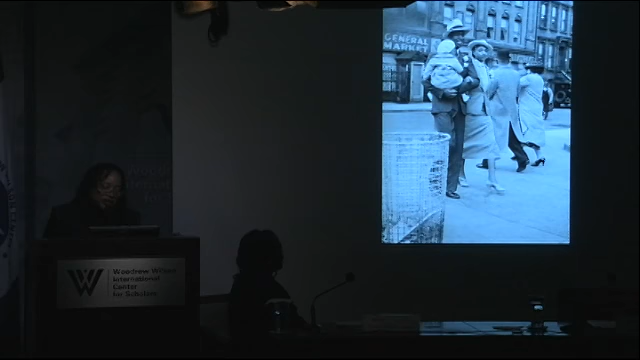 GENERAL
MARKET
W
Woodrow Wilson
International
Center
for Scholars